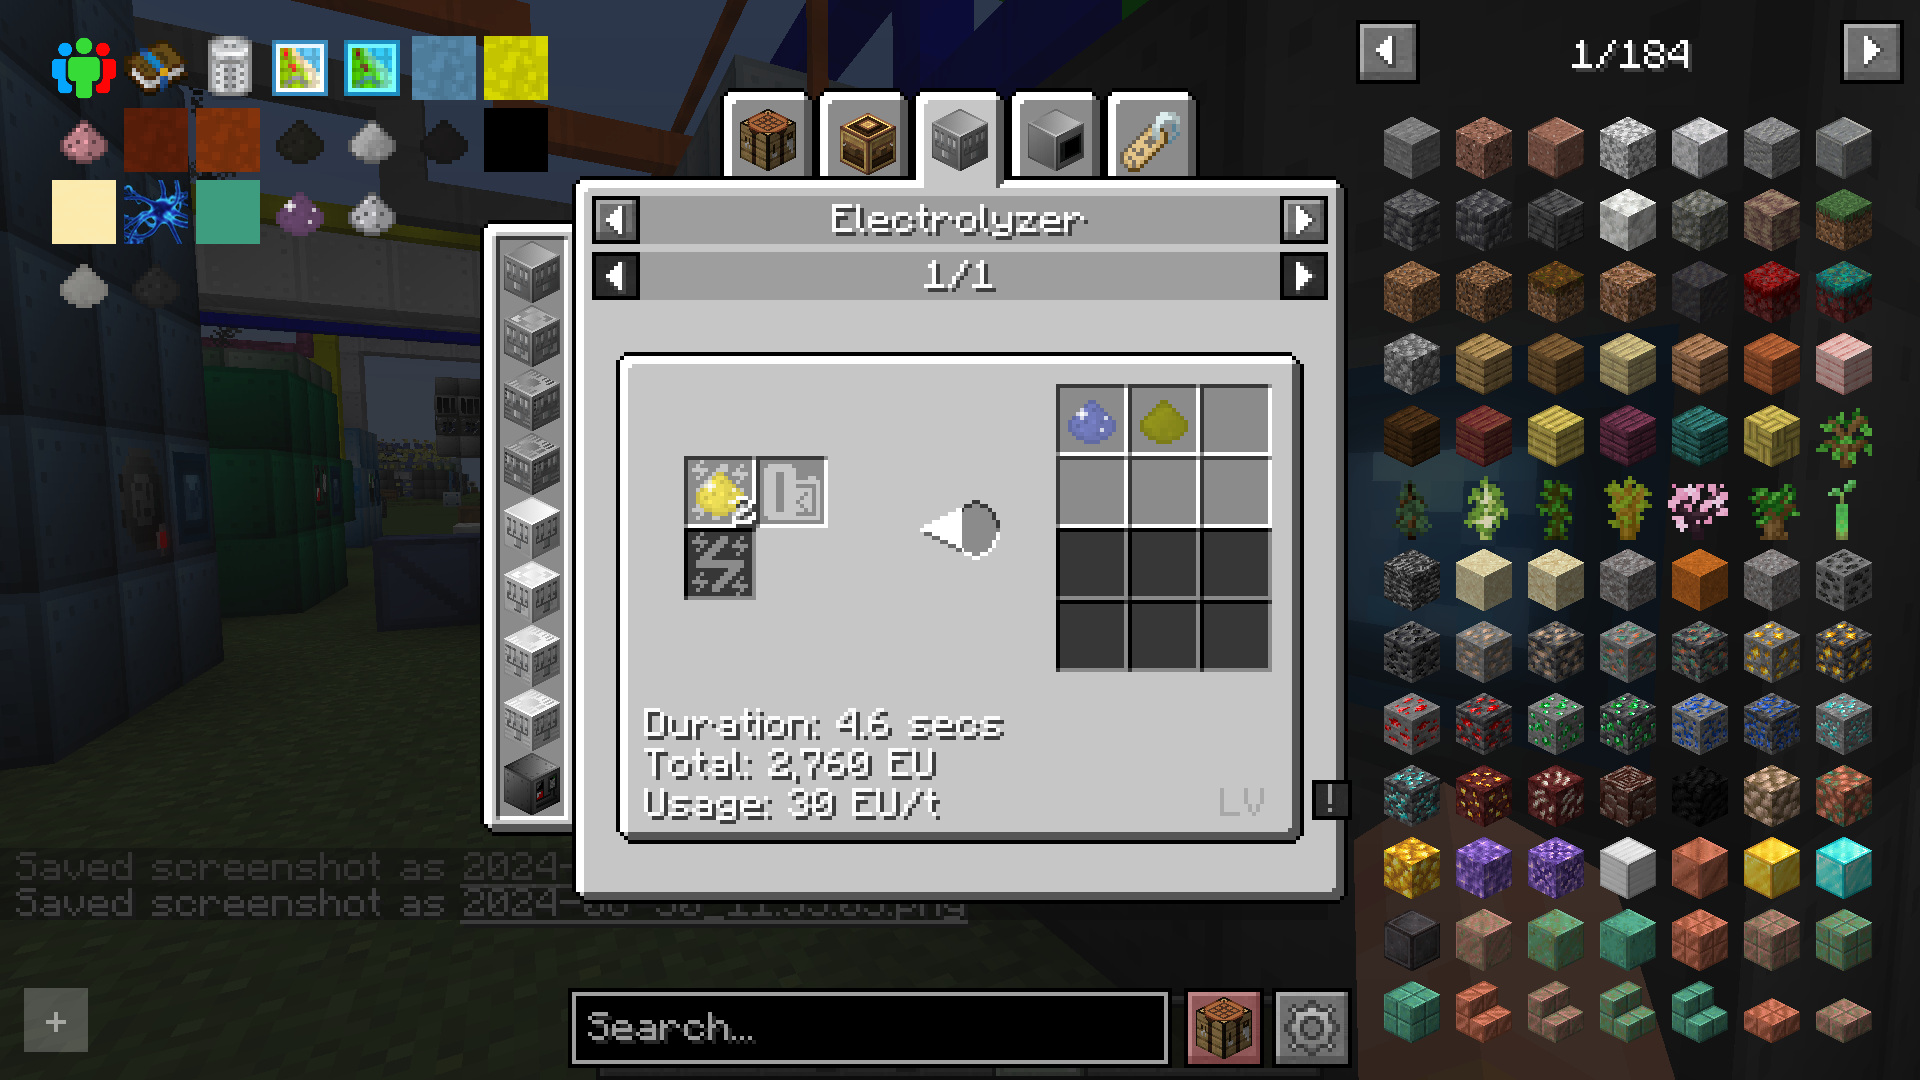 1/184
Electrolyzer
1/1
2
Duration: 4.6 secs
Total: 2,760 EU
Usage: 30 EU/t
LV
!
Saved screenshot as 2024-
Saved screenshot as 2024-
Search...
+